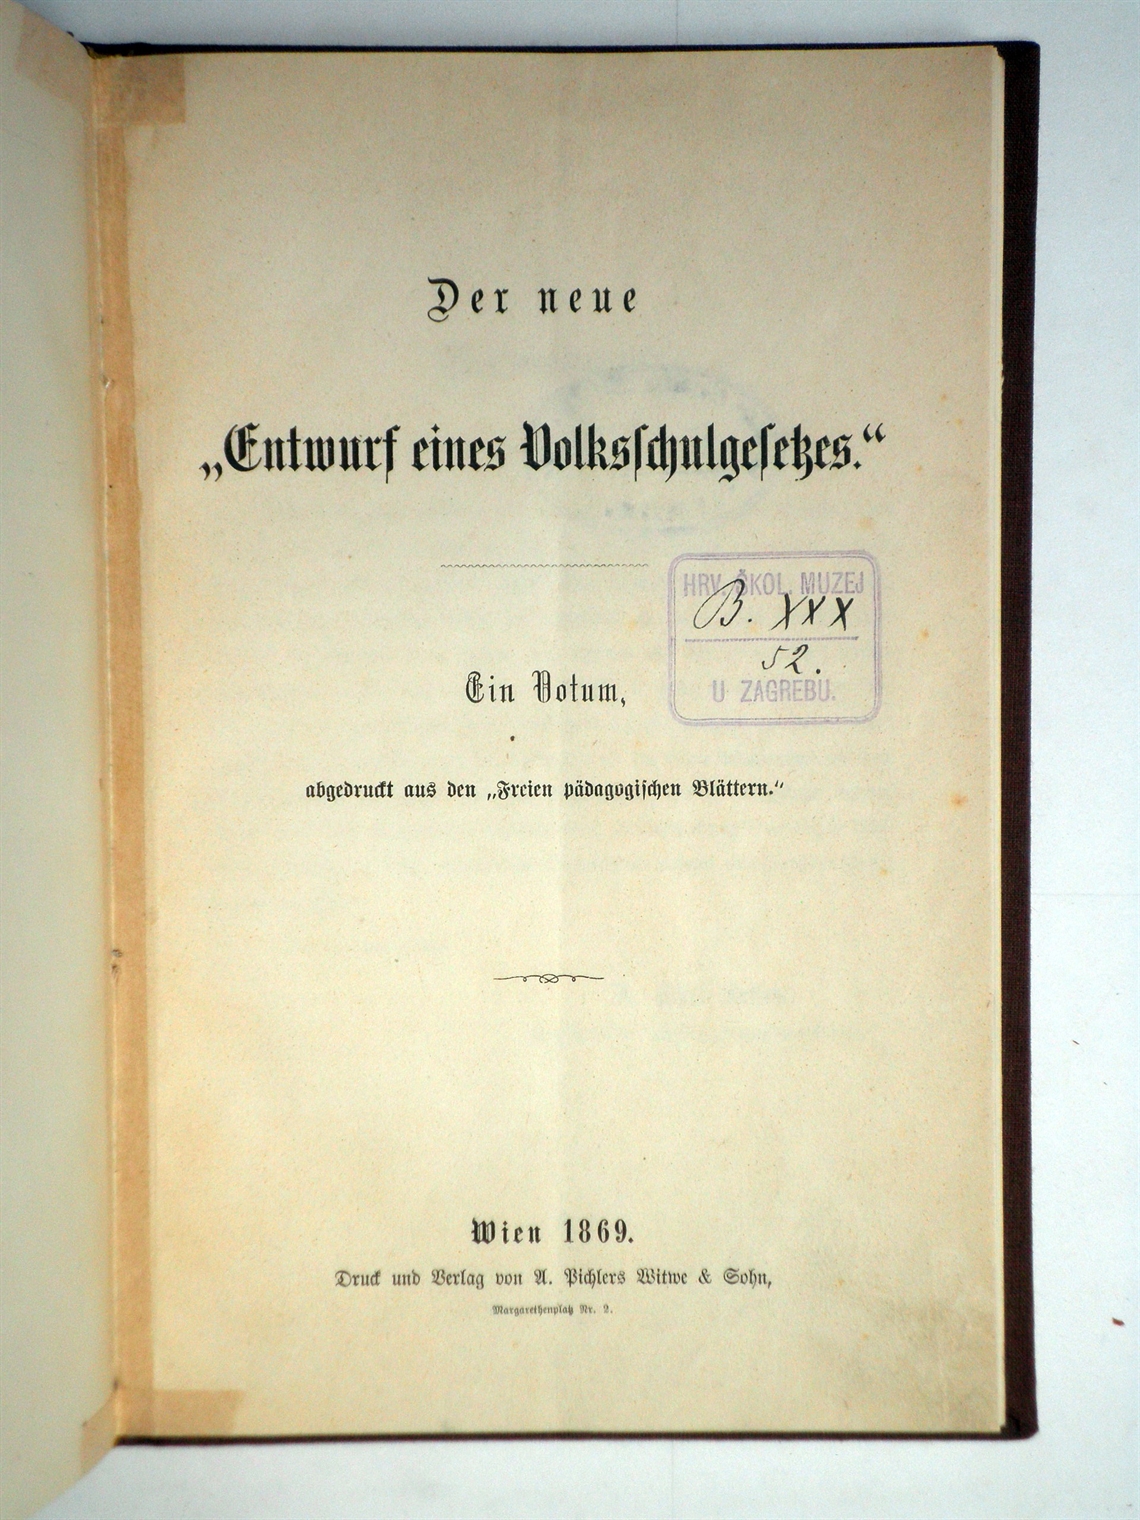 Der neue
„Entwurf eines Volksschulgesetzes.“
HRV. ŠKOL. MUZEJ
B. XXX
52.
U ZAGREBU.
Ein Votum,
abgedruckt aus den „Freien pädagogischen Blättern.“
Wien 1869.
Druck und Verlag von A. Pichlers Witwe & Sohn,
Margarethenplatz Nr. 2.